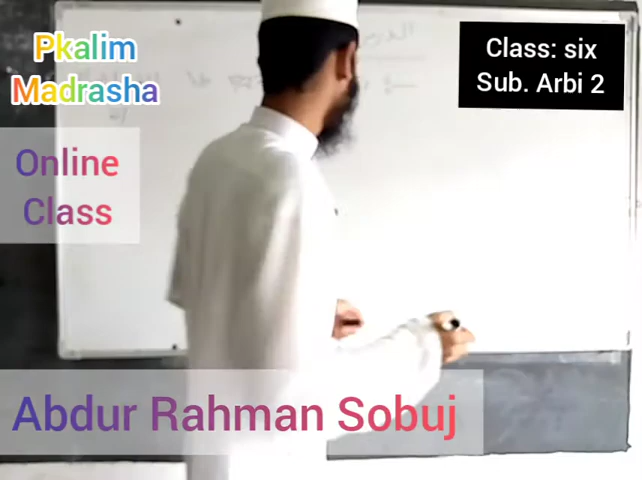 Pkalim
Madrasha
Class: six
Sub. Arbi 2
Online
Class
Abdur Rahman Sobuj